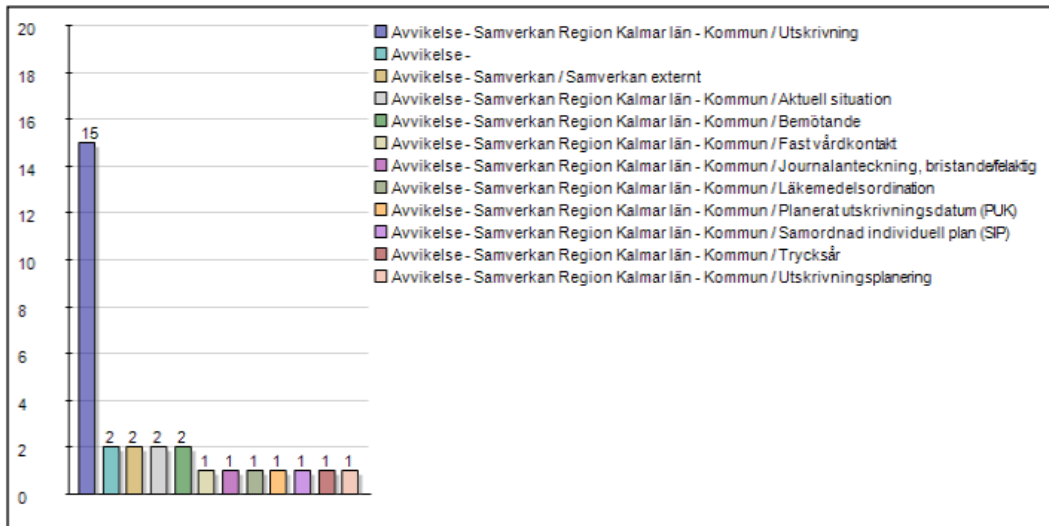 20
18
16
14
12
10
8
6
4
2
0
15
2 2 2 2
1 1 1 1 1 1 1
Avvikelse - Samverkan Region Kalmar län - Kommun / Utskrivning
Avvikelse -
Avvikelse - Samverkan / Samverkan externt
Avvikelse - Samverkan Region Kalmar län - Kommun / Aktuell situation
Avvikelse - Samverkan Region Kalmar län - Kommun / Bemötande
Avvikelse - Samverkan Region Kalmar län - Kommun / Fast vårdkontakt
Avvikelse - Samverkan Region Kalmar län - Kommun / Journalanteckning, bristande/felaktig
Avvikelse - Samverkan Region Kalmar län - Kommun / Läkemedelsordination
Avvikelse - Samverkan Region Kalmar län - Kommun / Planerat utskrivningsdatum (PUK)
Avvikelse - Samverkan Region Kalmar län - Kommun / Samordnad individuell plan (SIP)
Avvikelse - Samverkan Region Kalmar län - Kommun / Trycksår
Avvikelse - Samverkan Region Kalmar län - Kommun / Utskrivningsplanering